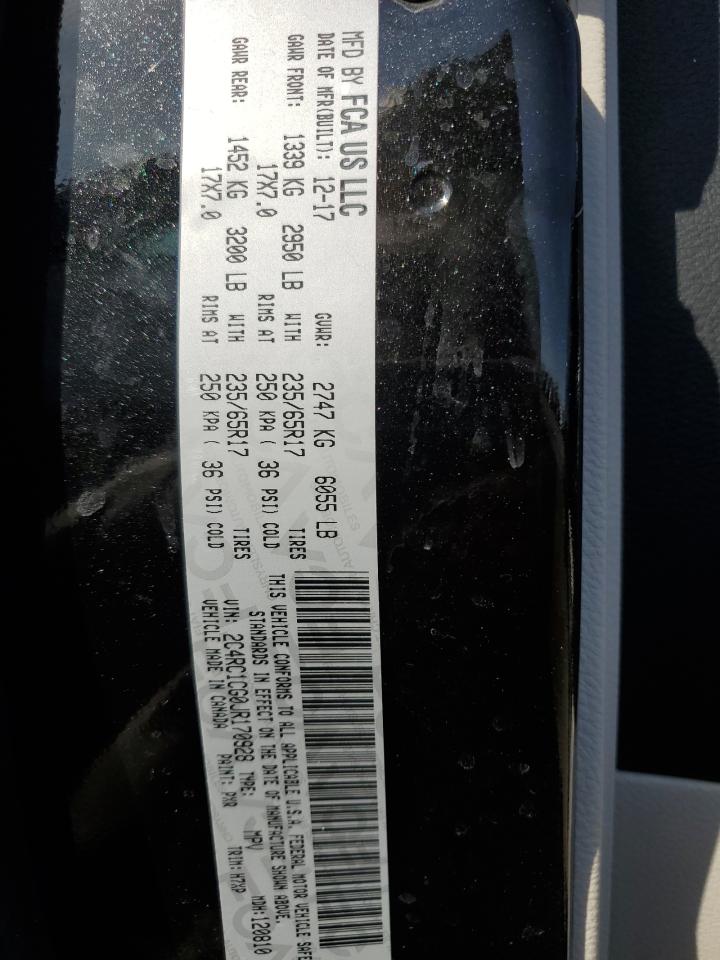 MFD BY FCA US LLC
DATE OF MFR(BUILT): 12-17 GVWR: 2747 KG 6055 LB
GAWR FRONT: 1339 KG 2950 LB WITH 235/65R17 TIRES
17X7.0 RIMS AT 250 KPA ( 36 PSI) COLD
GAWR REAR: 1452 KG 3200 LB WITH 235/65R17 TIRES
17X7.0 RIMS AT 250 KPA ( 36 PSI) COLD
THIS VEHICLE CONFORMS TO ALL APPLICABLE U.S.A. FEDERAL MOTOR VEHICLE SAFE
STANDARDS IN EFFECT ON THE DATE OF MANUFACTURE SHOWN ABOVE.
VIN: 2C4RC1CG0JR170928 TYPE: MPV MDH:120810
VEHICLE MADE IN CANADA PAINT: PXR TRIM:H7XP